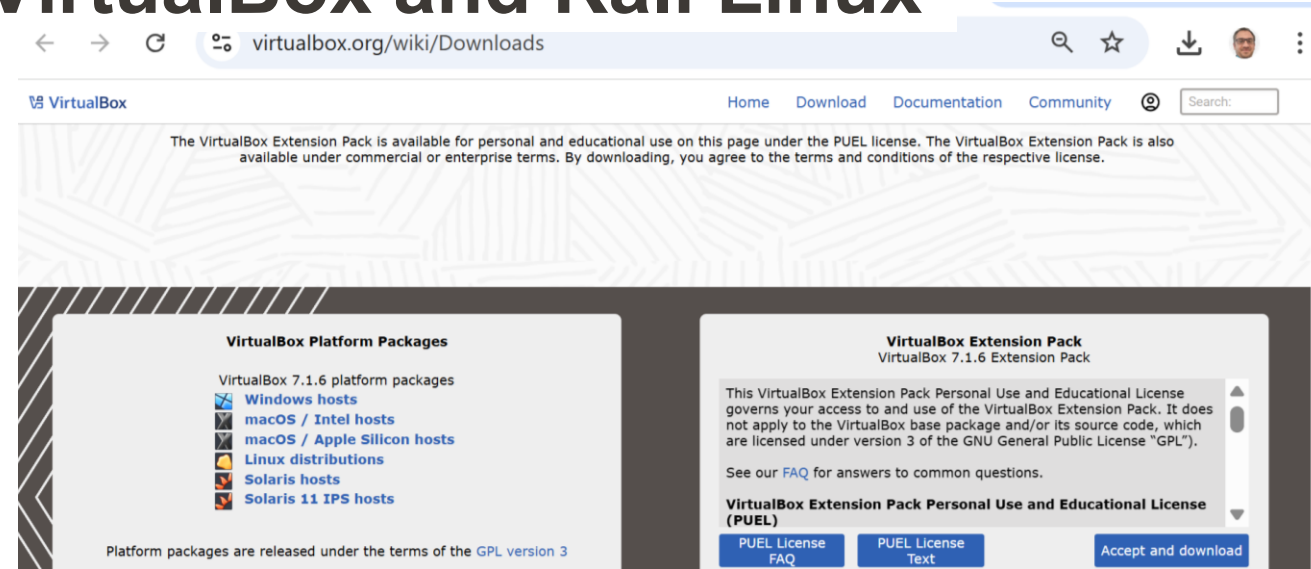 VirtualBox and Kali Linux
virtualbox.org/wiki/Downloads
VirtualBox
Home Download Documentation Community Search:
The VirtualBox Extension Pack is available for personal and educational use on this page under the PUEL license. The VirtualBox Extension Pack is also
available under commercial or enterprise terms. By downloading, you agree to the terms and conditions of the respective license.
VirtualBox Platform Packages
VirtualBox 7.1.6 platform packages
Windows hosts
macOS / Intel hosts
macOS / Apple Silicon hosts
Linux distributions
Solaris hosts
Solaris 11 IPS hosts
Platform packages are released under the terms of the GPL version 3
VirtualBox Extension Pack
VirtualBox 7.1.6 Extension Pack
This VirtualBox Extension Pack Personal Use and Educational License
governs your access to and use of the VirtualBox Extension Pack. It does
not apply to the VirtualBox base package and/or its source code, which
are licensed under version 3 of the GNU General Public License “GPL”).
See our FAQ for answers to common questions.
VirtualBox Extension Pack Personal Use and Educational License
(PUEL)
PUEL License
FAQ
PUEL License
Text
Accept and download